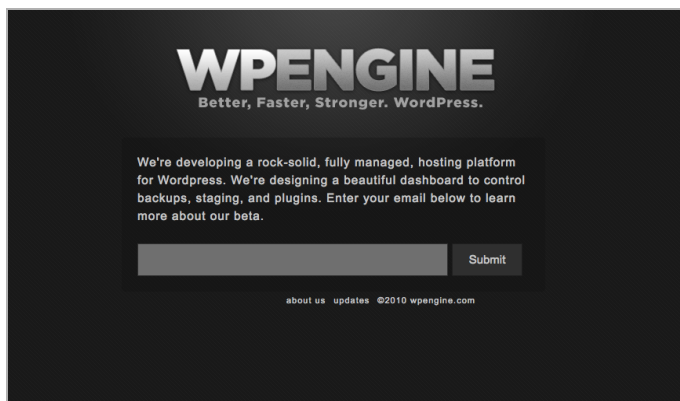 WPENGINE
Better, Faster, Stronger. WordPress.
We're developing a rock-solid, fully managed, hosting platform
for Wordpress. We're designing a beautiful dashboard to control
backups, staging, and plugins. Enter your email below to learn
more about our beta.
Submit
about us updates ©2010 wpengine.com